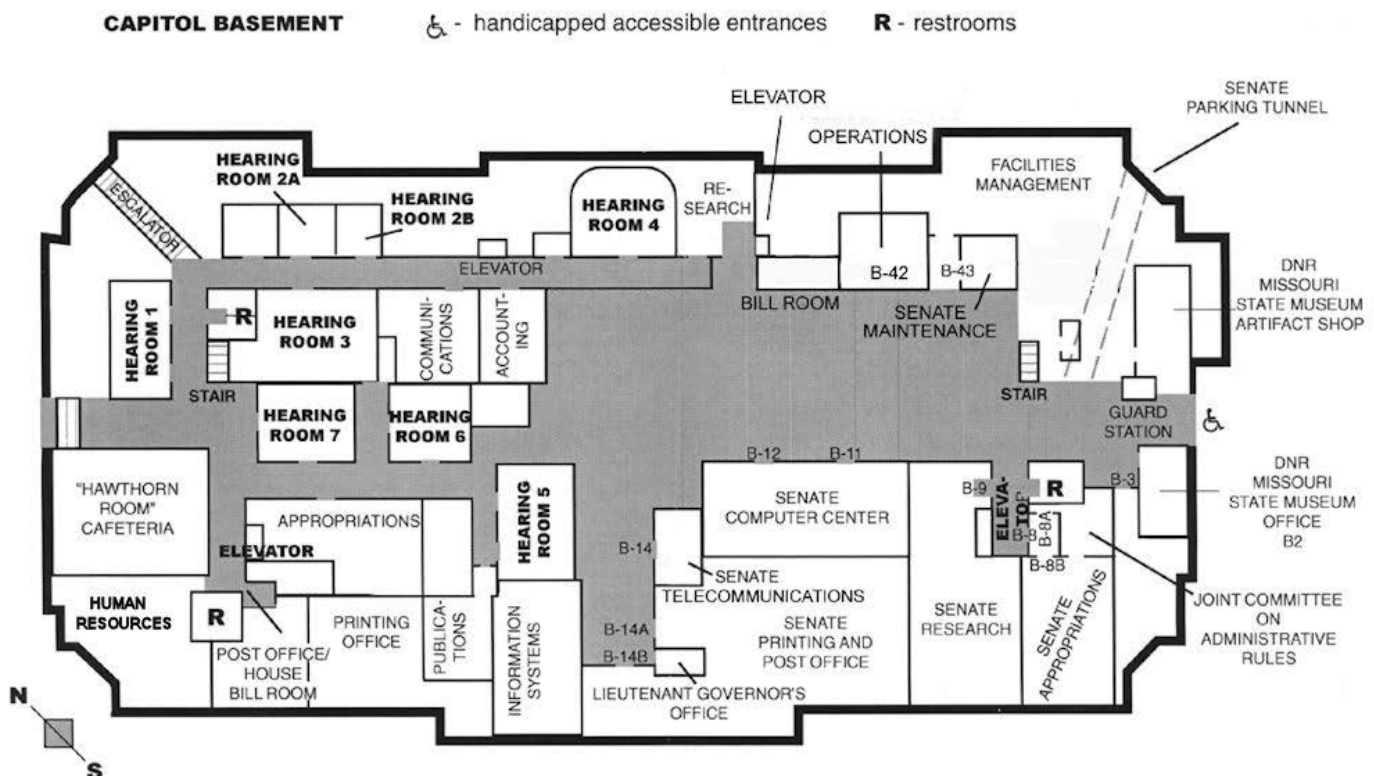 CAPITOL BASEMENT
- handicapped accessible entrances
R - restrooms
SENATE
PARKING TUNNEL
ELEVATOR
OPERATIONS
HEARING
ROOM 2A
HEARING
ROOM 2B
ESCALATOR
HEARING
ROOM 4
RE-
SEARCH
FACILITIES
MANAGEMENT
ELEVATOR
B-42
B-43
BILL ROOM
SENATE
MAINTENANCE
DNR
MISSOURI
STATE MUSEUM
ARTIFACT SHOP
HEARING
ROOM 1
R
HEARING
ROOM 3
COMMUNI-
CATIONS
ACCOUNT-
ING
STAIR
HEARING
ROOM 7
HEARING
ROOM 6
STAIR
GUARD
STATION
B-12
B-11
"HAWTHORN
ROOM"
CAFETERIA
APPROPRIATIONS
HEARING
ROOM 5
SENATE
COMPUTER CENTER
B-9
ELEVA-
TOR
R
B-3
B-8
B-8A
B-8B
DNR
MISSOURI
STATE MUSEUM
OFFICE
B2
ELEVATOR
B-14
SENATE
TELECOMMUNICATIONS
HUMAN
RESOURCES
R
POST OFFICE/
HOUSE
BILL ROOM
PRINTING
OFFICE
PUBLICA-
TIONS
INFORMATION
SYSTEMS
B-14A
B-14B
SENATE
PRINTING AND
POST OFFICE
LIEUTENANT GOVERNOR'S
OFFICE
SENATE
RESEARCH
SENATE
APPROPRIATIONS
JOINT COMMITTEE
ON
ADMINISTRATIVE
RULES
N
S